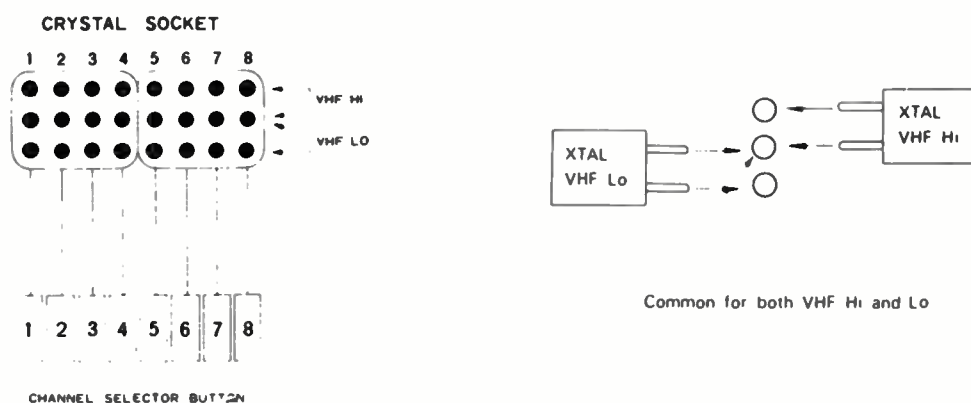 CRYSTAL SOCKET
1 2 3 4 5 6 7 8
VHF HI
VHF LO
1 2 3 4 5 6 7 8
CHANNEL SELECTOR BUTTON
XTAL
VHF Lo
XTAL
VHF Hi
Common for both VHF Hi and Lo